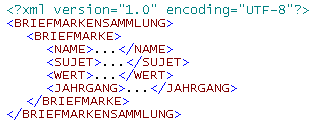 <?xml version="1.0" encoding="UTF-8"?>
<BRIEFMARKENSAMMLUNG>
<BRIEFMARKE>
<NAME>...</NAME>
<SUJET>...</SUJET>
<WERT>...</WERT>
<JAHRGANG>...</JAHRGANG>
</BRIEFMARKE>
</BRIEFMARKENSAMMLUNG>